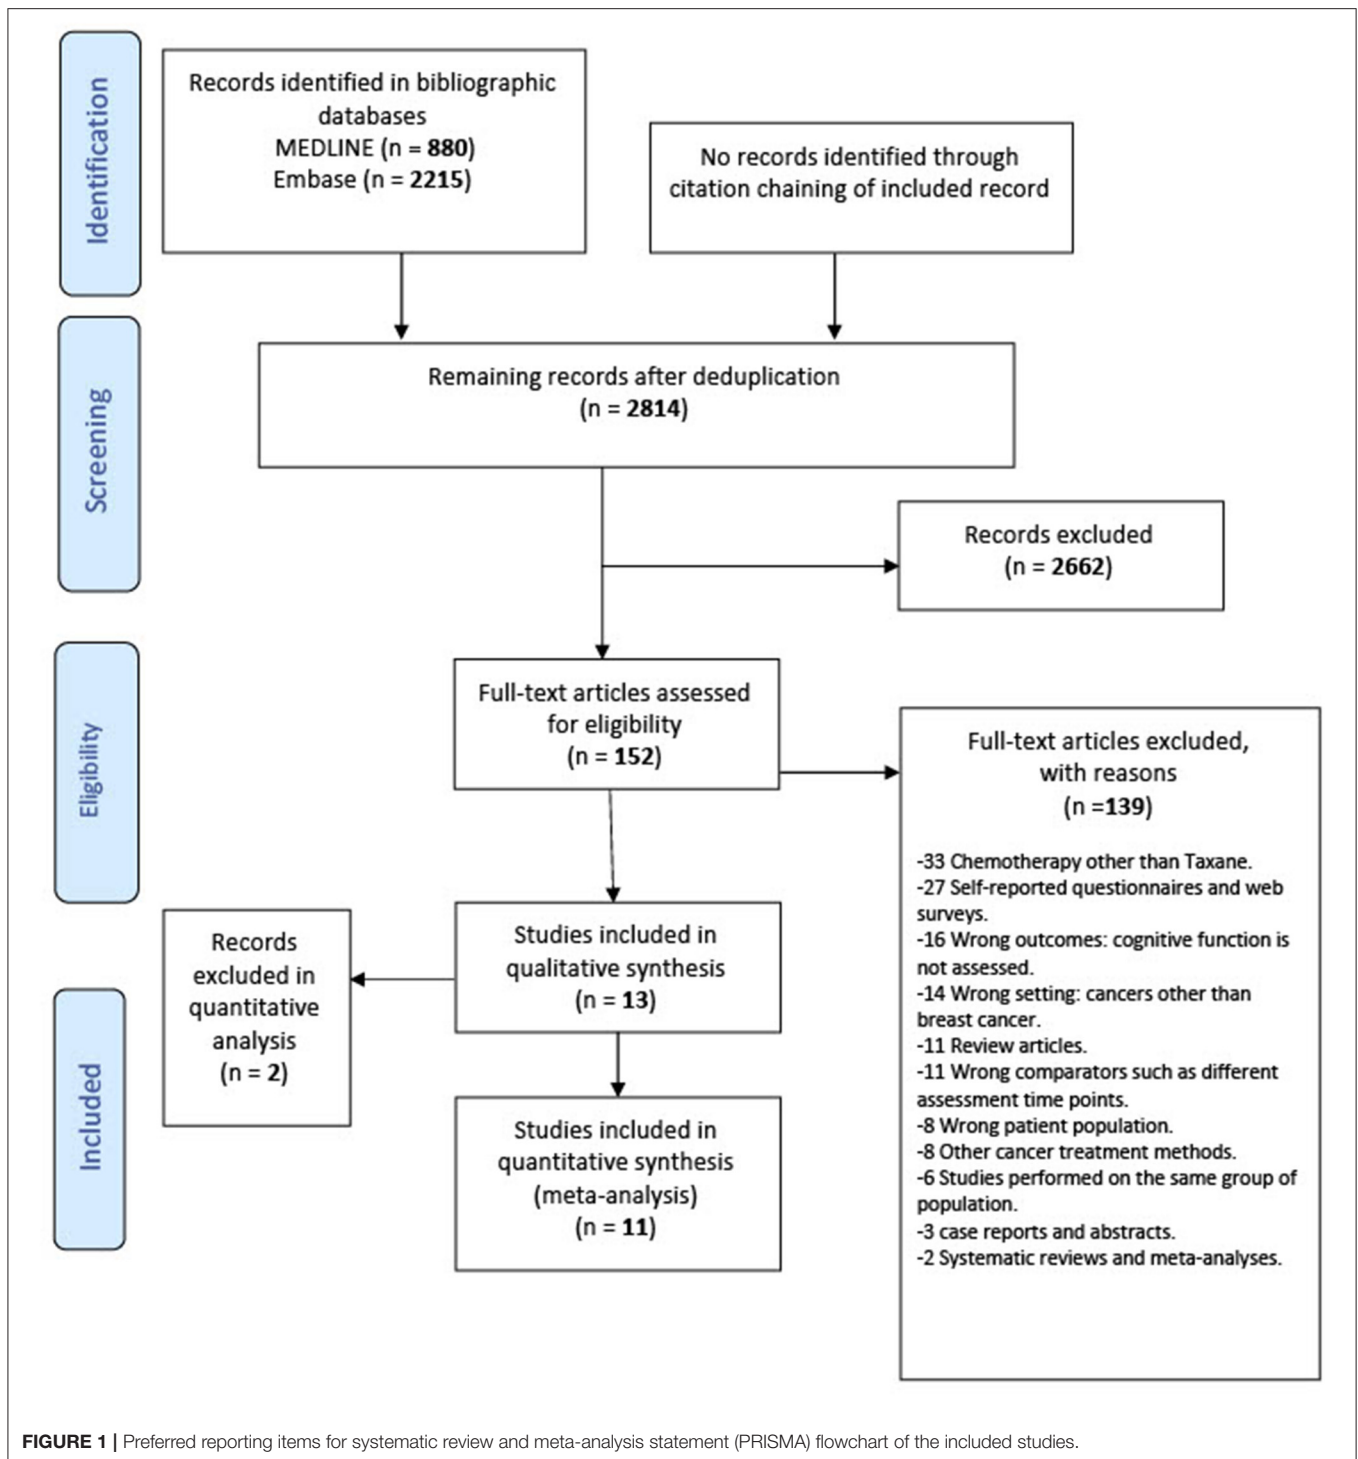 Identification
Records identified in bibliographic
databases
MEDLINE (n = 880)
Embase (n = 2215)
No records identified through
citation chaining of included record
Screening
Remaining records after deduplication
(n = 2814)
Records excluded
(n = 2662)
Eligibility
Full-text articles assessed
for eligibility
(n = 152)
Full-text articles excluded,
with reasons
(n =139)
-33 Chemotherapy other than Taxane.
-27 Self-reported questionnaires and web
surveys.
-16 Wrong outcomes: cognitive function is
not assessed.
-14 Wrong setting: cancers other than
breast cancer.
-11 Review articles.
-11 Wrong comparators such as different
assessment time points.
-8 Wrong patient population.
-8 Other cancer treatment methods.
-6 Studies performed on the same group of
population.
-3 case reports and abstracts.
-2 Systematic reviews and meta-analyses.
Studies included in
qualitative synthesis
(n = 13)
Records
excluded in
quantitative
analysis
(n = 2)
Included
Studies included in
quantitative synthesis
(meta-analysis)
(n = 11)
FIGURE 1 | Preferred reporting items for systematic review and meta-analysis statement (PRISMA) flowchart of the included studies.